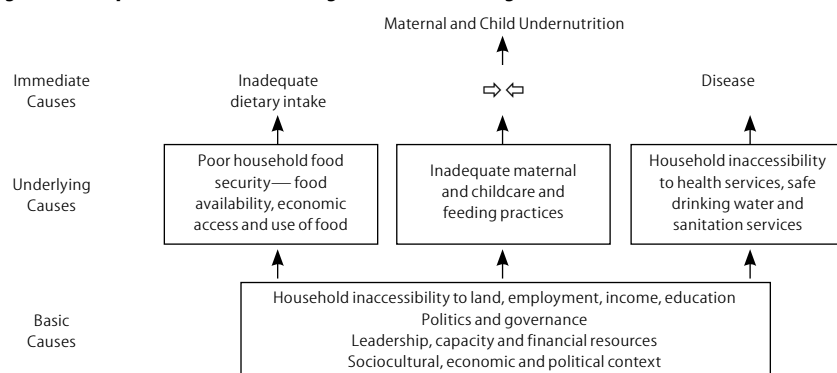 Maternal and Child Undernutrition
Immediate
Causes
Inadequate
dietary intake
Disease
Underlying
Causes
Poor household food
security— food
availability, economic
access and use of food
Inadequate maternal
and childcare and
feeding practices
Household inaccessibility
to health services, safe
drinking water and
sanitation services
Basic
Causes
Household inaccessibility to land, employment, income, education
Politics and governance
Leadership, capacity and financial resources
Sociocultural, economic and political context